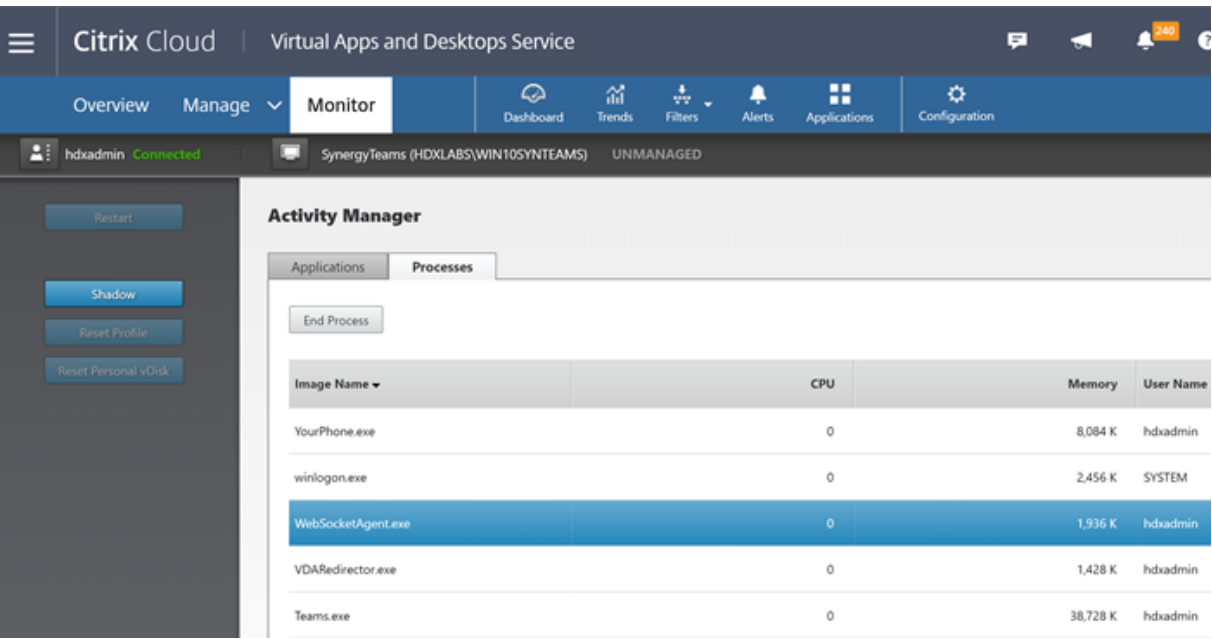 Citrix Cloud Virtual Apps and Desktops Service 240 ?
Overview Manage Monitor Dashboard Trends Filters Alerts Applications Configuration
hdxadmin Connected SynergyTeams (HDXLABS\WIN10SYNTEAMS) UNMANAGED
Restart
Shadow
Reset Profile
Reset Personal vDisk
Activity Manager
Applications Processes
End Process
Image Name CPU Memory User Name
YourPhone.exe 0 8,084 K hdxadmin
winlogon.exe 0 2,456 K SYSTEM
WebSocketAgent.exe 0 1,936 K hdxadmin
VDARedirector.exe 0 1,428 K hdxadmin
Teams.exe 0 38,728 K hdxadmin